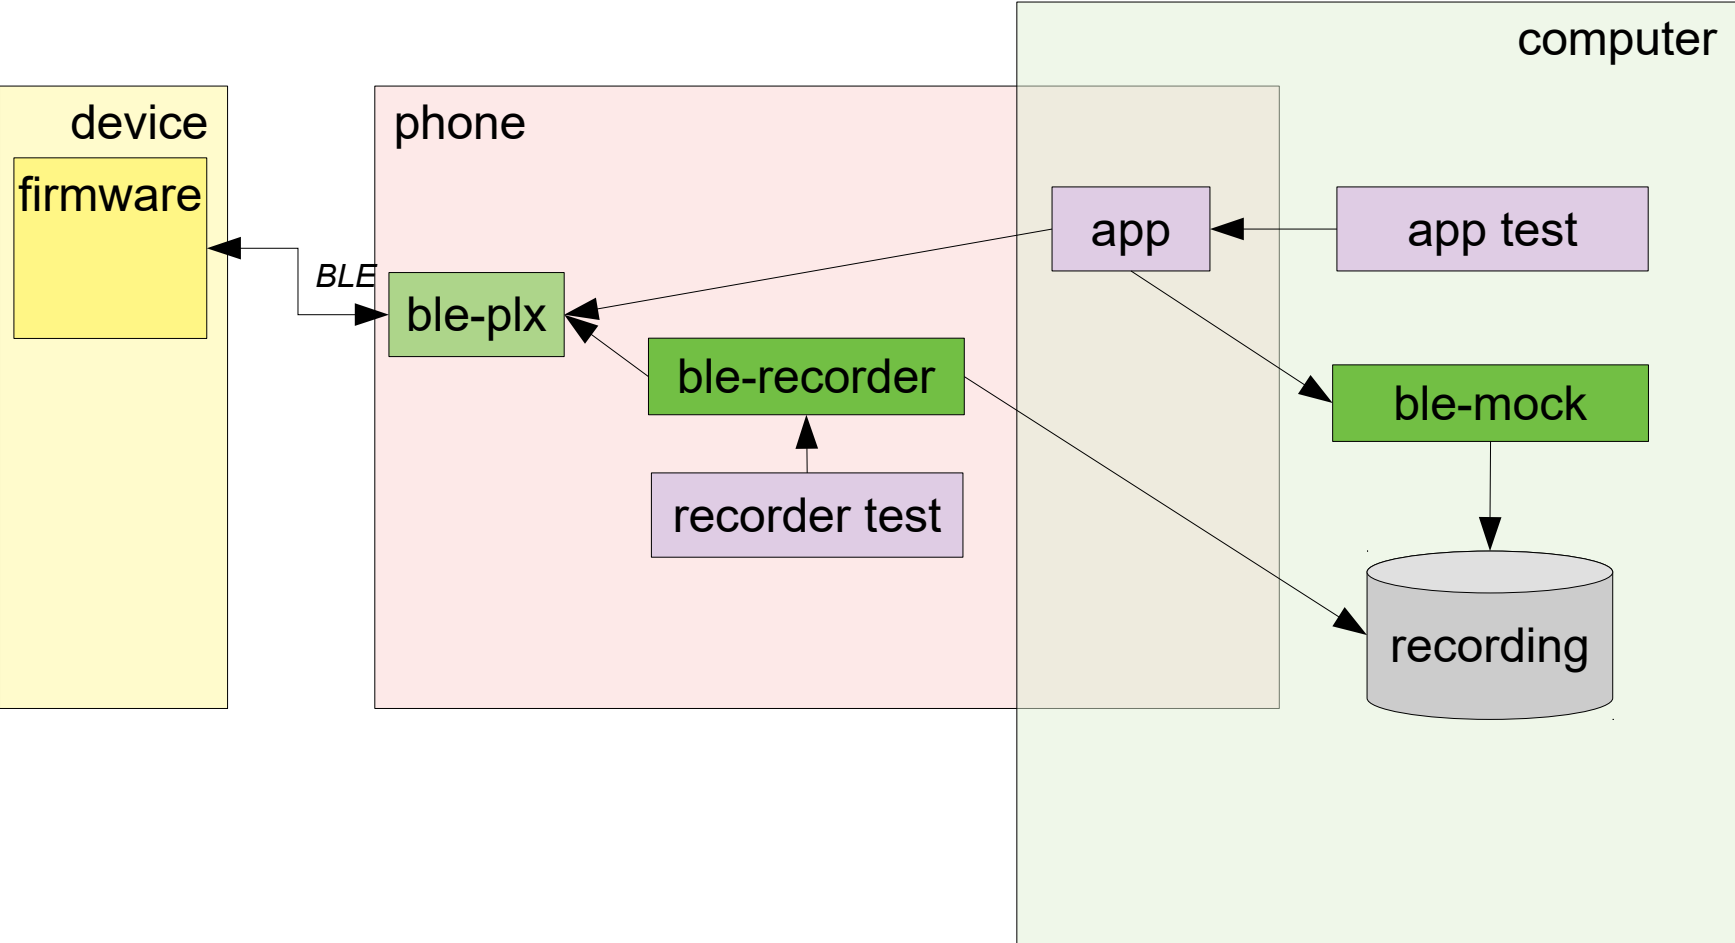 computer
device
phone
firmware
app
app test
BLE
ble-plx
ble-recorder
ble-mock
recorder test
recording